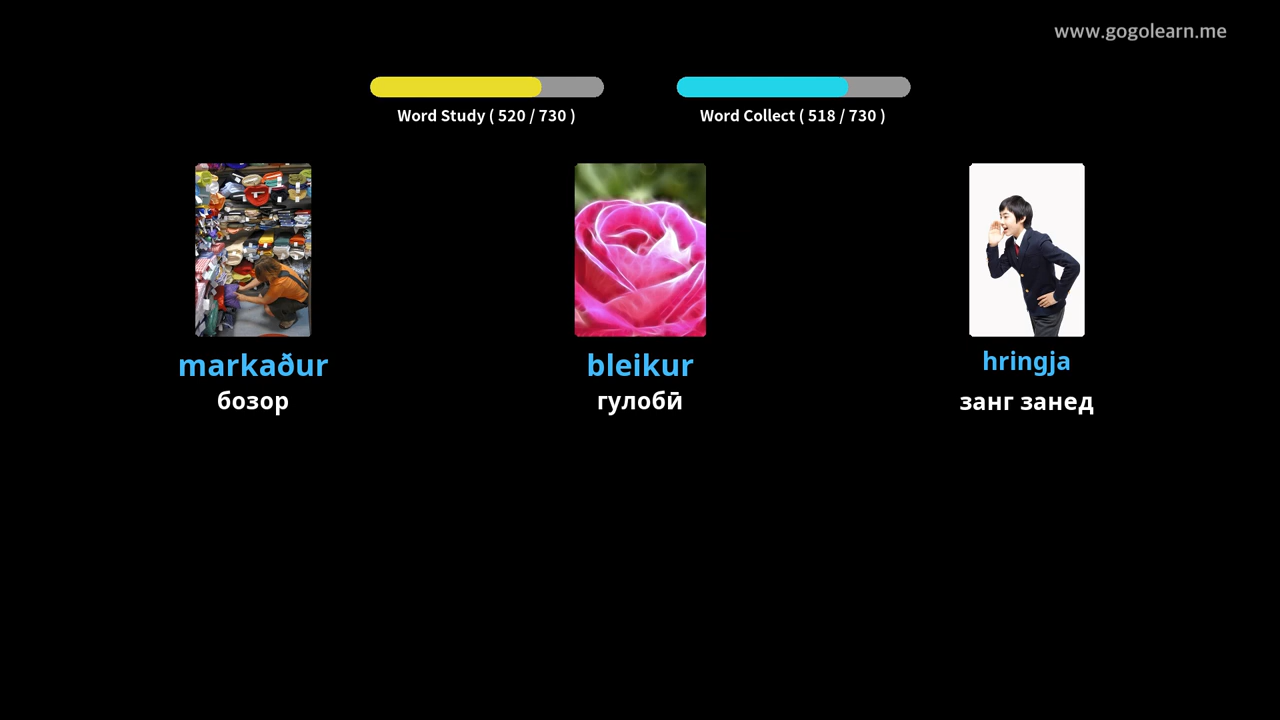 www.gogolearn.me
Word Study ( 520 / 730 )
Word Collect ( 518 / 730 )
markaður
бозор
bleikur
гулобӣ
hringja
занг занед